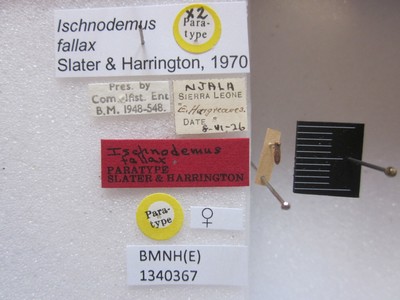 Ischnodemus
fallax
Slater & Harrington, 1970
x2
Para-
type
Pres. by
Com. Inst. Ent.
B.M. 1948-548.
NJALA
SIERRA LEONE
E. Hargreaves.
DATE
8-VI-26
Ischnodemus
fallax
PARATYPE
SLATER & HARRINGTON
Para-
type
♀
BMNH(E)
1340367